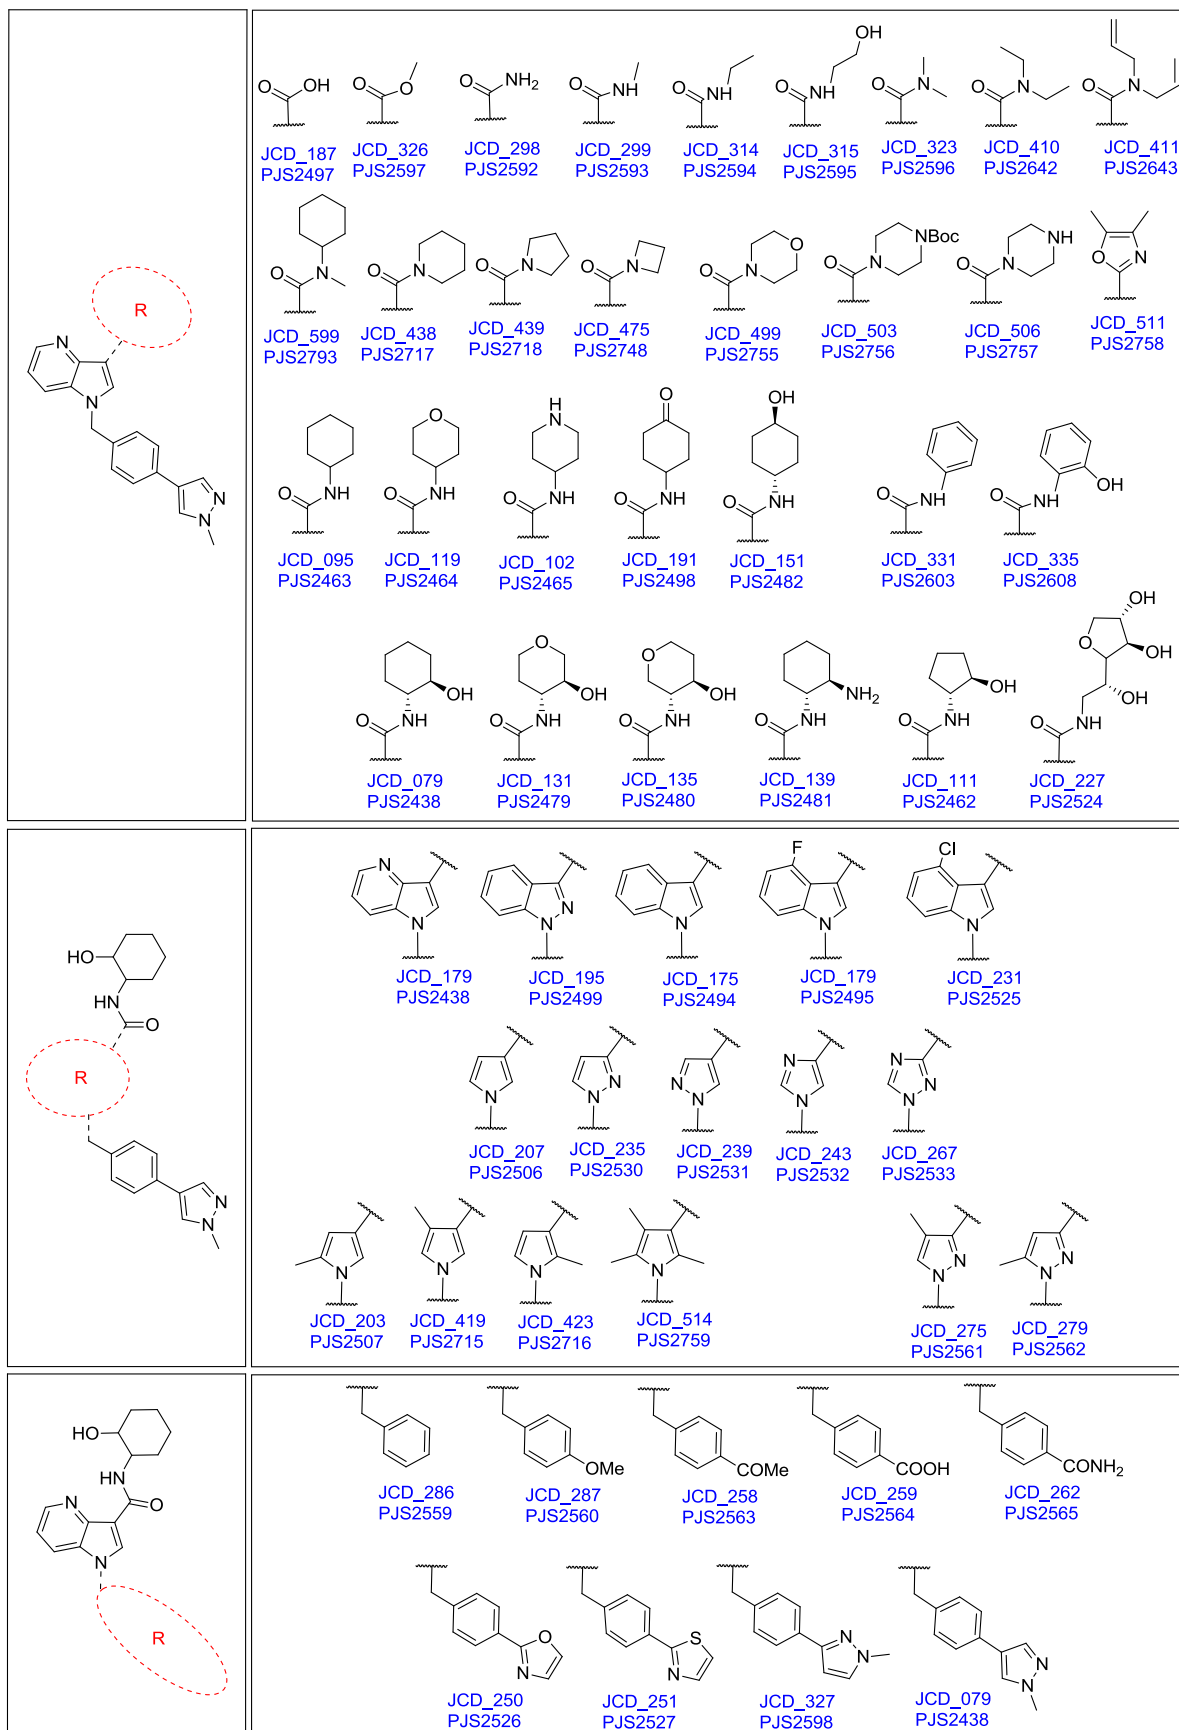 R
N
N
N
N
O
OH
JCD_187
PJS2497
O
O
JCD_326
PJS2597
O
NH2
JCD_298
PJS2592
O
NH
JCD_299
PJS2593
O
NH
JCD_314
PJS2594
OH
O
NH
JCD_315
PJS2595
O
N
JCD_323
PJS2596
O
N
JCD_410
PJS2642
O
N
JCD_411
PJS2643
O
N
JCD_599
PJS2793
O
N
JCD_438
PJS2717
O
N
JCD_439
PJS2718
O
N
JCD_475
PJS2748
O
O
N
JCD_499
PJS2755
NBoc
O
N
JCD_503
PJS2756
NH
O
N
JCD_506
PJS2757
O
N
JCD_511
PJS2758
O
NH
JCD_095
PJS2463
O
O
NH
JCD_119
PJS2464
H
N
O
NH
JCD_102
PJS2465
O
O
NH
JCD_191
PJS2498
OH
O
NH
JCD_151
PJS2482
O
NH
JCD_331
PJS2603
O
NH
OH
JCD_335
PJS2608
OH
O
NH
JCD_079
PJS2438
O
OH
O
NH
JCD_131
PJS2479
O
OH
O
NH
JCD_135
PJS2480
NH2
O
NH
JCD_139
PJS2481
OH
O
NH
JCD_111
PJS2462
OH
O
OH
OH
NH
O
JCD_227
PJS2524
HO
HN
O
R
N
N
N
N
JCD_179
PJS2438
N
N
JCD_195
PJS2499
N
JCD_175
PJS2494
F
N
JCD_179
PJS2495
Cl
N
JCD_231
PJS2525
N
JCD_207
PJS2506
N
N
JCD_235
PJS2530
N
N
JCD_239
PJS2531
N
N
JCD_243
PJS2532
N
N
N
JCD_267
PJS2533
N
JCD_203
PJS2507
N
JCD_419
PJS2715
N
JCD_423
PJS2716
N
JCD_514
PJS2759
N
N
JCD_275
PJS2561
N
N
JCD_279
PJS2562
HO
HN
N
O
N
R
JCD_286
PJS2559
OMe
JCD_287
PJS2560
COMe
JCD_258
PJS2563
COOH
JCD_259
PJS2564
CONH2
JCD_262
PJS2565
O
N
JCD_250
PJS2526
S
N
JCD_251
PJS2527
N
N
JCD_327
PJS2598
N
N
JCD_079
PJS2438